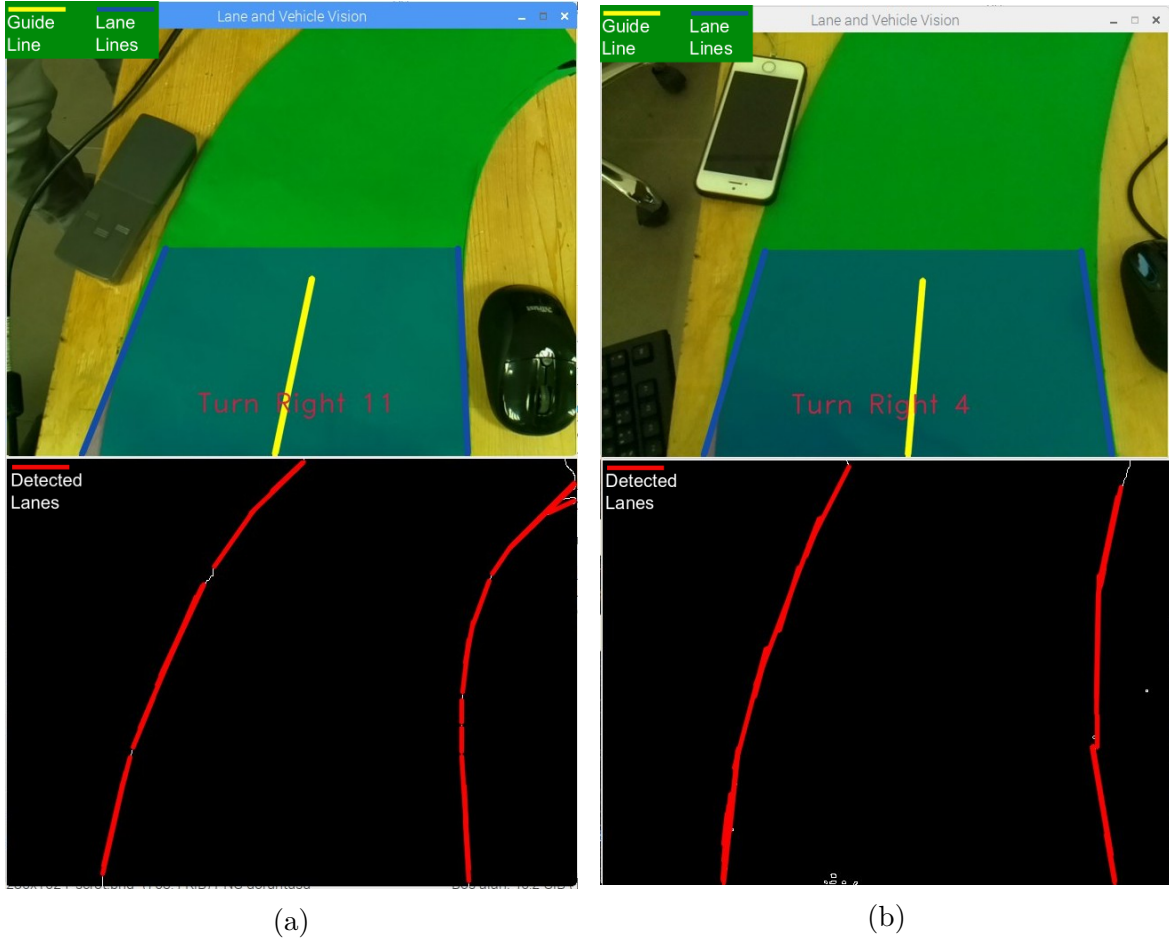 Lane and Vehicle Vision
Guide Line
Lane Lines
Turn Right 11
Detected
Lanes
(a)
Lane and Vehicle Vision
Guide Line
Lane Lines
Turn Right 4
Detected
Lanes
(b)